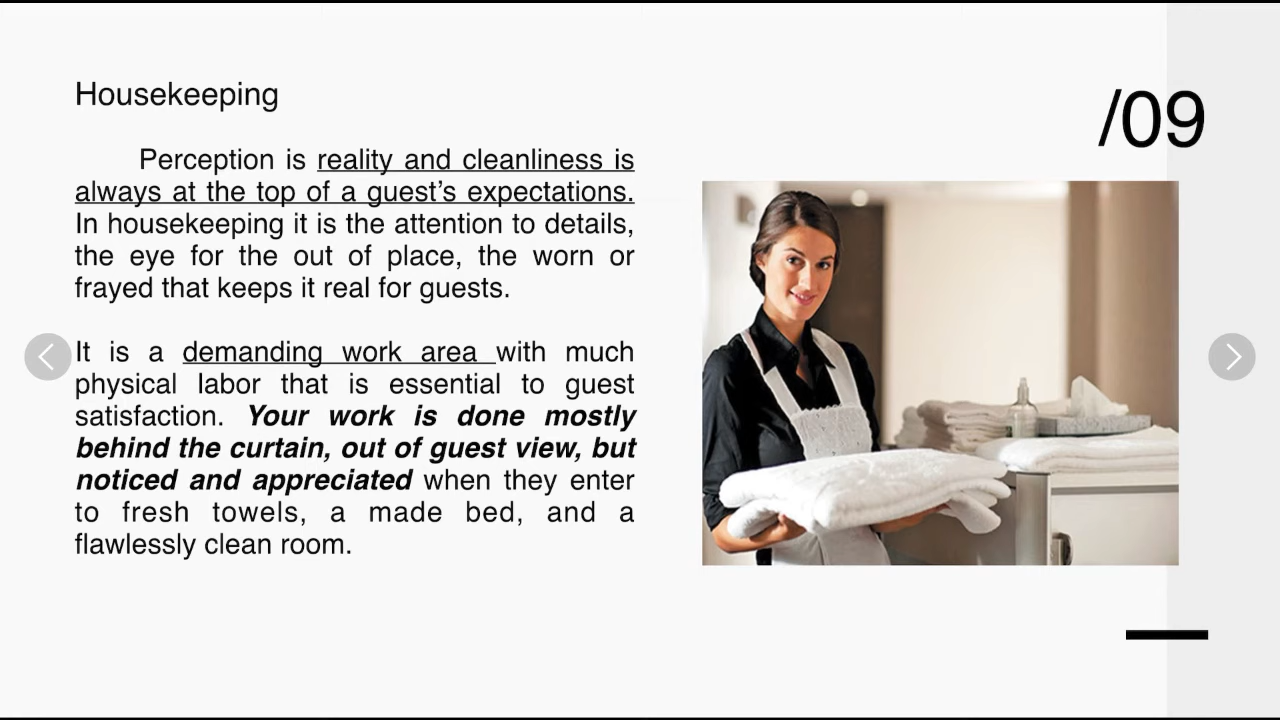 Housekeeping
/09
Perception is reality and cleanliness is
always at the top of a guest’s expectations.
In housekeeping it is the attention to details,
the eye for the out of place, the worn or
frayed that keeps it real for guests.
It is a demanding work area with much
physical labor that is essential to guest
satisfaction. Your work is done mostly
behind the curtain, out of guest view, but
noticed and appreciated when they enter
to fresh towels, a made bed, and a
flawlessly clean room.